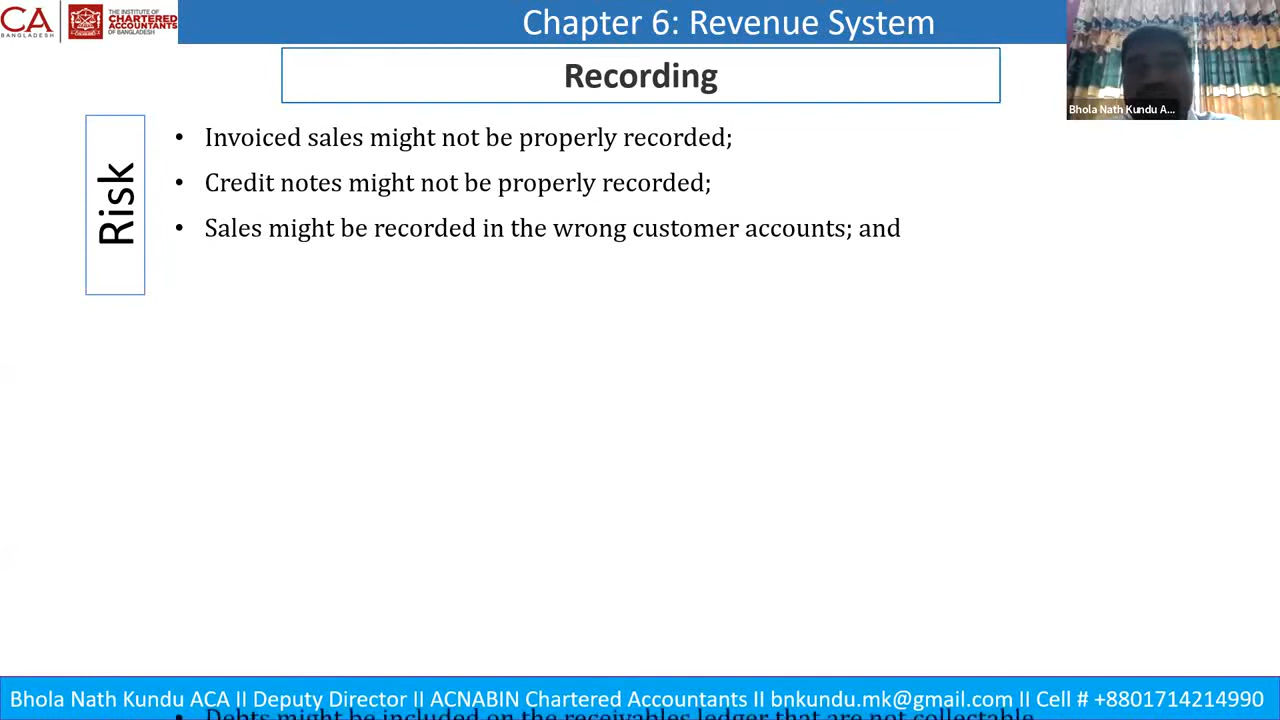 CA
BANGLADESH
THE INSTITUTE OF
CHARTERED
ACCOUNTANTS
OF BANGLADESH
Chapter 6: Revenue System
Recording
Bhola Nath Kundu A...
Risk
• Invoiced sales might not be properly recorded;
• Credit notes might not be properly recorded;
• Sales might be recorded in the wrong customer accounts; and
Bhola Nath Kundu ACA II Deputy Director II ACNABIN Chartered Accountants II bnkundu.mk@gmail.com II Cell # +8801714214990
• Debts might be included on the receivables ledger that are not collectable